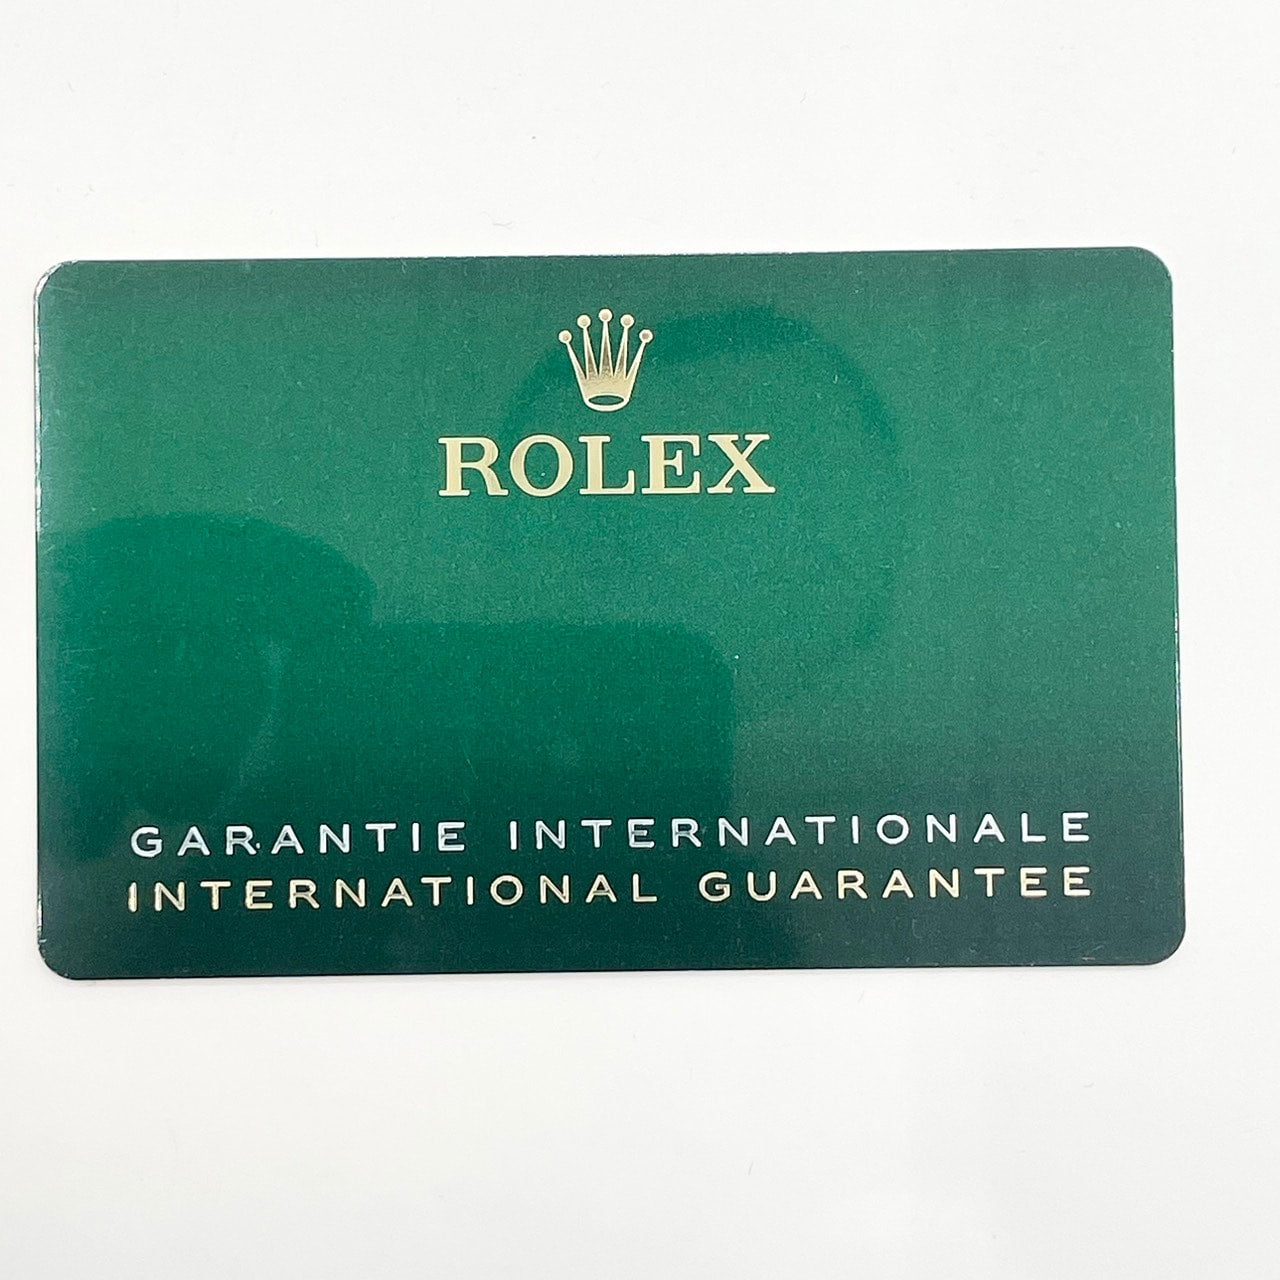 ROLEX
GARANTIE INTERNATIONALE
INTERNATIONAL GUARANTEE